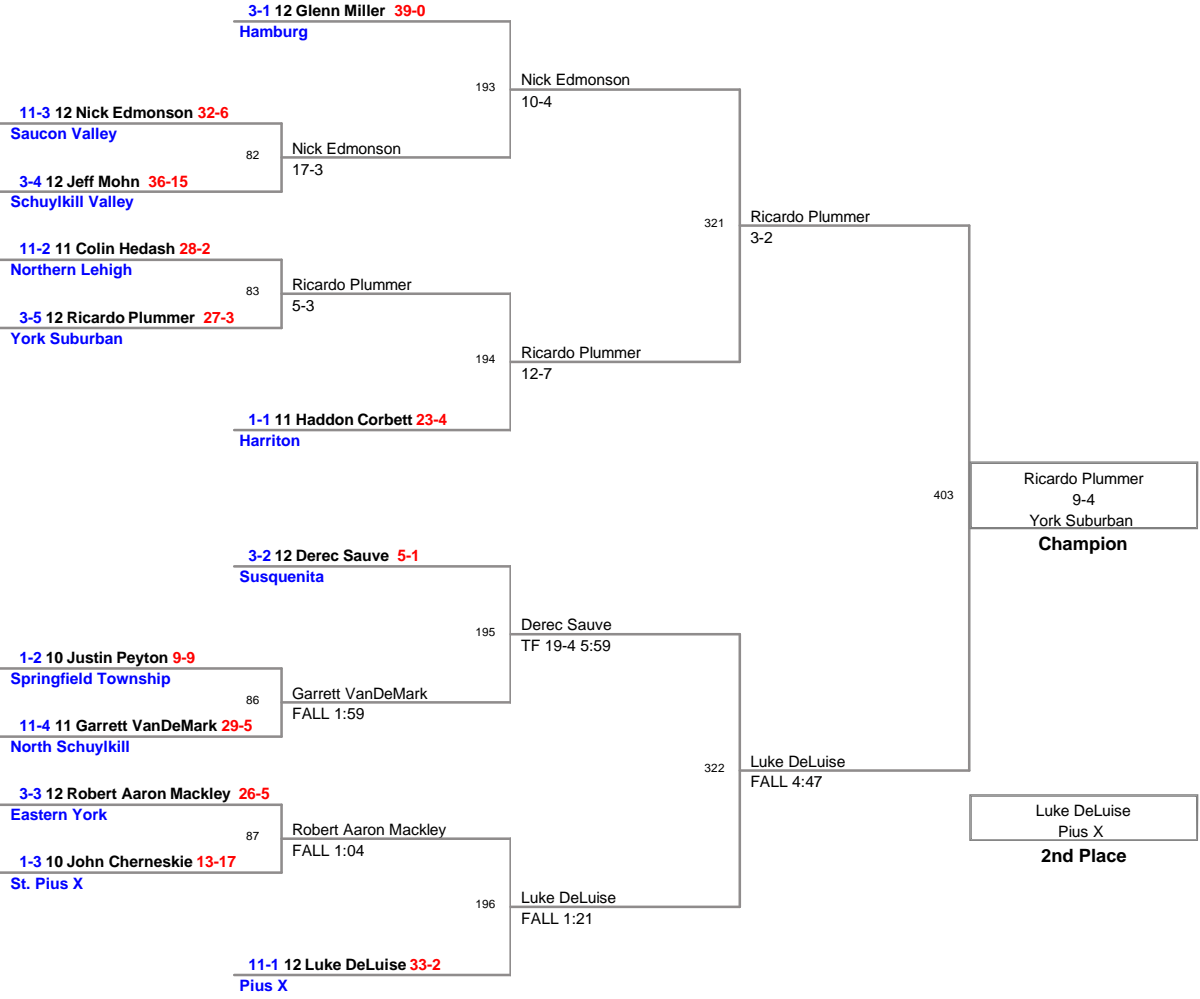 3-1 12 Glenn Miller 39-0
Hamburg
193
Nick Edmonson
10-4
11-3 12 Nick Edmonson 32-6
Saucon Valley
82
Nick Edmonson
17-3
3-4 12 Jeff Mohn 36-15
Schuylkill Valley
321
Ricardo Plummer
3-2
11-2 11 Colin Hedash 28-2
Northern Lehigh
83
Ricardo Plummer
5-3
3-5 12 Ricardo Plummer 27-3
York Suburban
194
Ricardo Plummer
12-7
1-1 11 Haddon Corbett 23-4
Harriton
403
Ricardo Plummer
9-4
York Suburban
Champion
3-2 12 Derec Sauve 5-1
Susquenita
195
Derec Sauve
TF 19-4 5:59
1-2 10 Justin Peyton 9-9
Springfield Township
86
Garrett VanDeMark
FALL 1:59
11-4 11 Garrett VanDeMark 29-5
North Schuylkill
322
Luke DeLuise
FALL 4:47
3-3 12 Robert Aaron Mackley 26-5
Eastern York
87
Robert Aaron Mackley
FALL 1:04
1-3 10 John Cherneskie 13-17
St. Pius X
196
Luke DeLuise
FALL 1:21
11-1 12 Luke DeLuise 33-2
Pius X
Luke DeLuise
Pius X
2nd Place